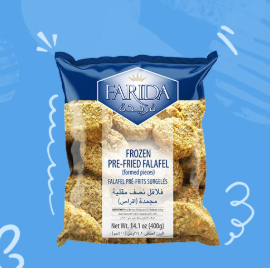 FARIDA
فريدة
FROZEN
PRE-FRIED FALAFEL
(formed pieces)
FALAFEL PRÉ-FRITS SURGELÉS
فلافل نصف مقلية
مجمدة (اقراص)
Net Wt. 14.1 oz (400g)